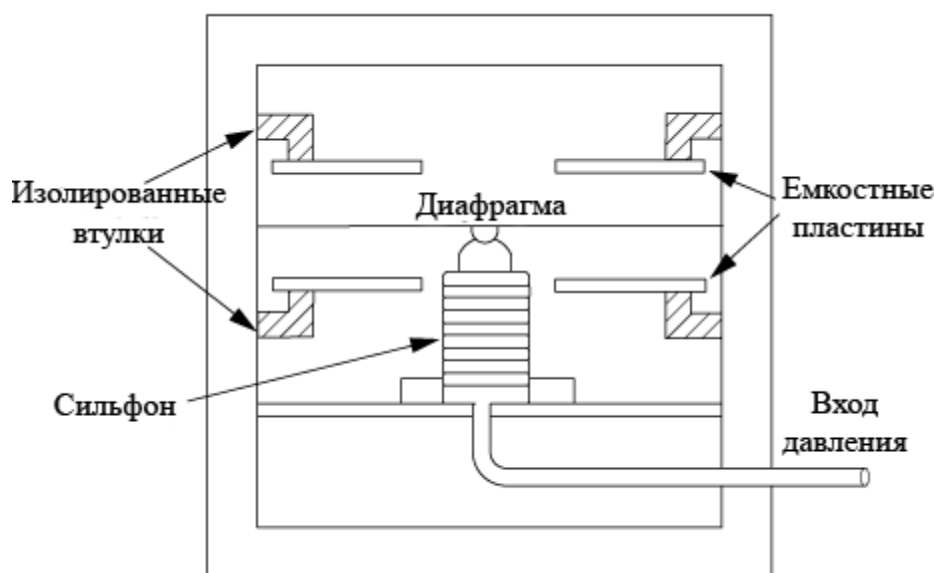 Изолированные
втулки
Диафрагма
Емкостные
пластины
Сильфон
Вход
давления